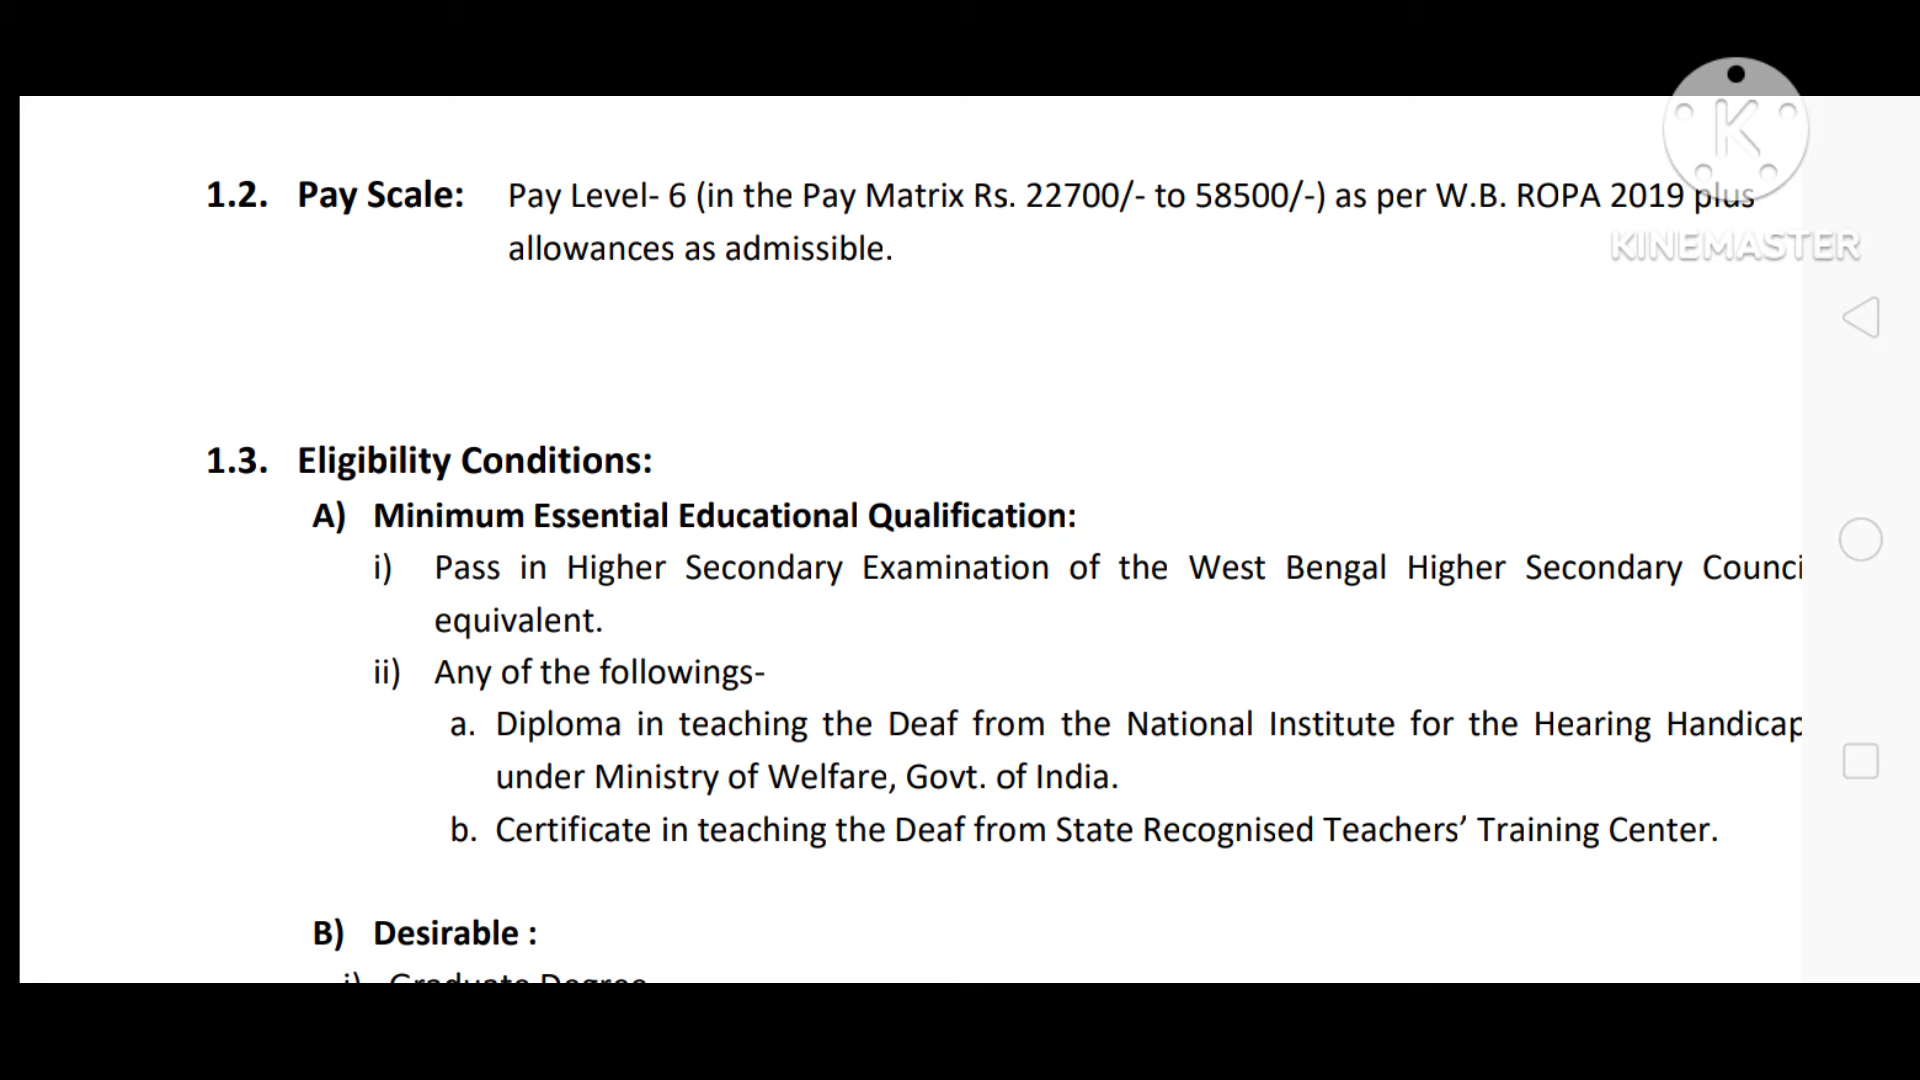 1.2. Pay Scale: Pay Level- 6 (in the Pay Matrix Rs. 22700/- to 58500/-) as per W.B. ROPA 2019 plus
allowances as admissible.
KINEMASTER
1.3. Eligibility Conditions:
A) Minimum Essential Educational Qualification:
i) Pass in Higher Secondary Examination of the West Bengal Higher Secondary Counci
equivalent.
ii) Any of the followings-
a. Diploma in teaching the Deaf from the National Institute for the Hearing Handicap
under Ministry of Welfare, Govt. of India.
b. Certificate in teaching the Deaf from State Recognised Teachers’ Training Center.
B) Desirable :
i) Graduate Degree